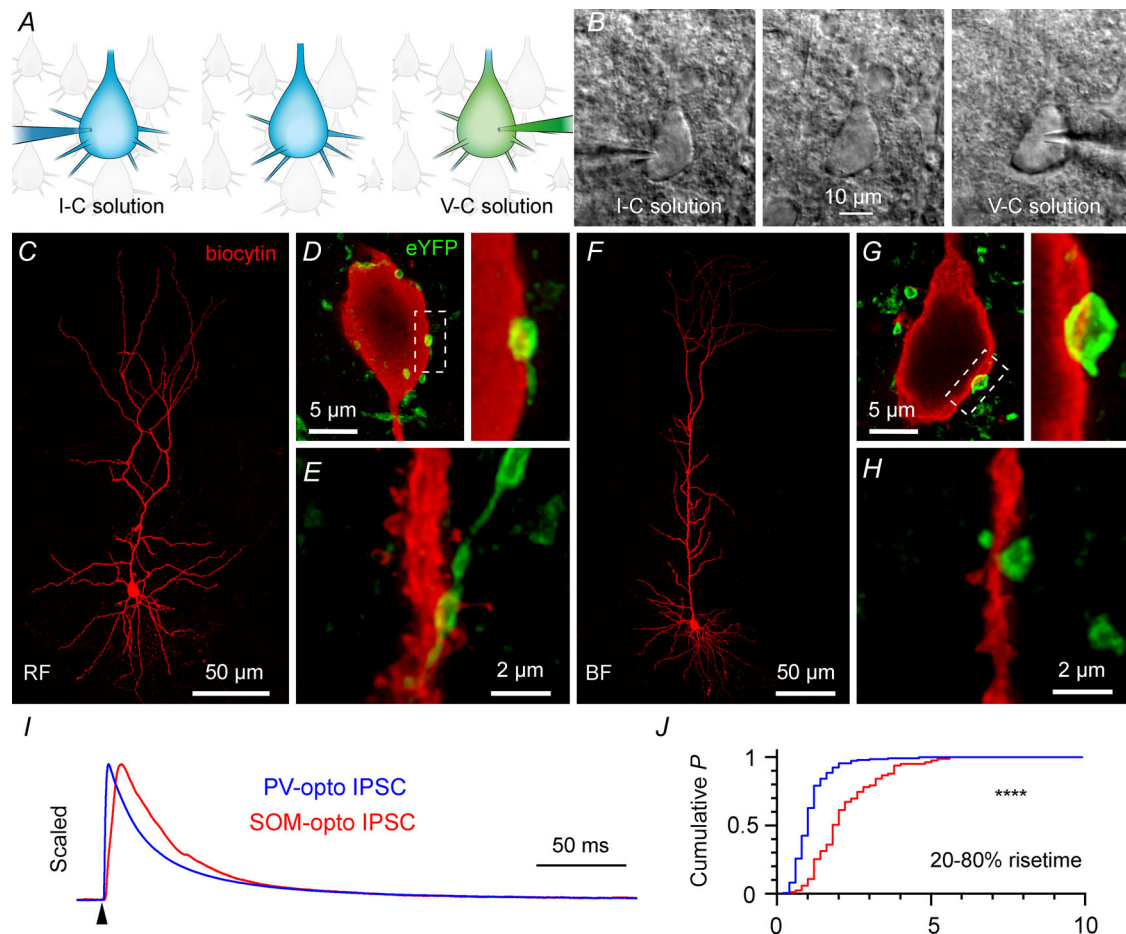 A
I-C solution
V-C solution
B
I-C solution
10 µm
V-C solution
C
biocytin
RF
50 µm
D
eYFP
5 µm
E
2 µm
F
BF
50 µm
G
5 µm
H
2 µm
I
Scaled
PV-opto IPSC
SOM-opto IPSC
50 ms
J
Cumulative P
1
0.5
0
****
20-80% risetime
0
5
10